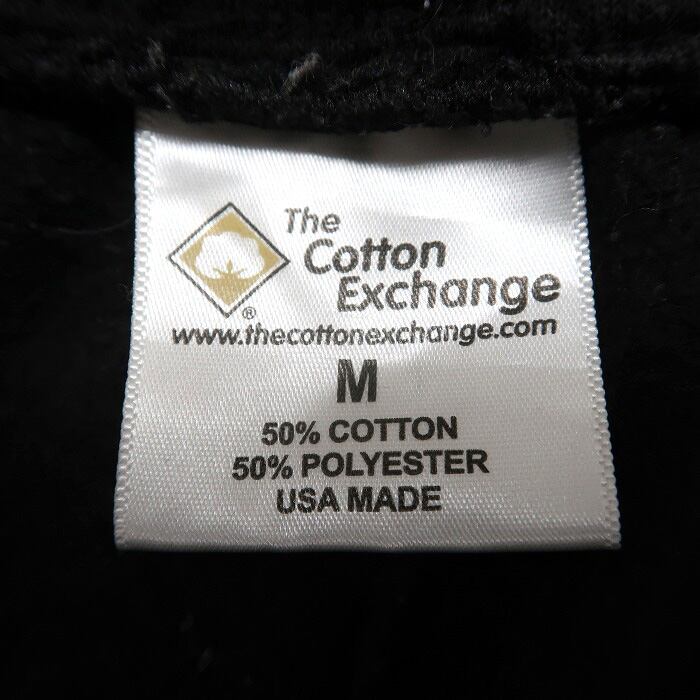 The
Cotton
Exchange
®
www.thecottonexchange.com
M
50% COTTON
50% POLYESTER
USA MADE